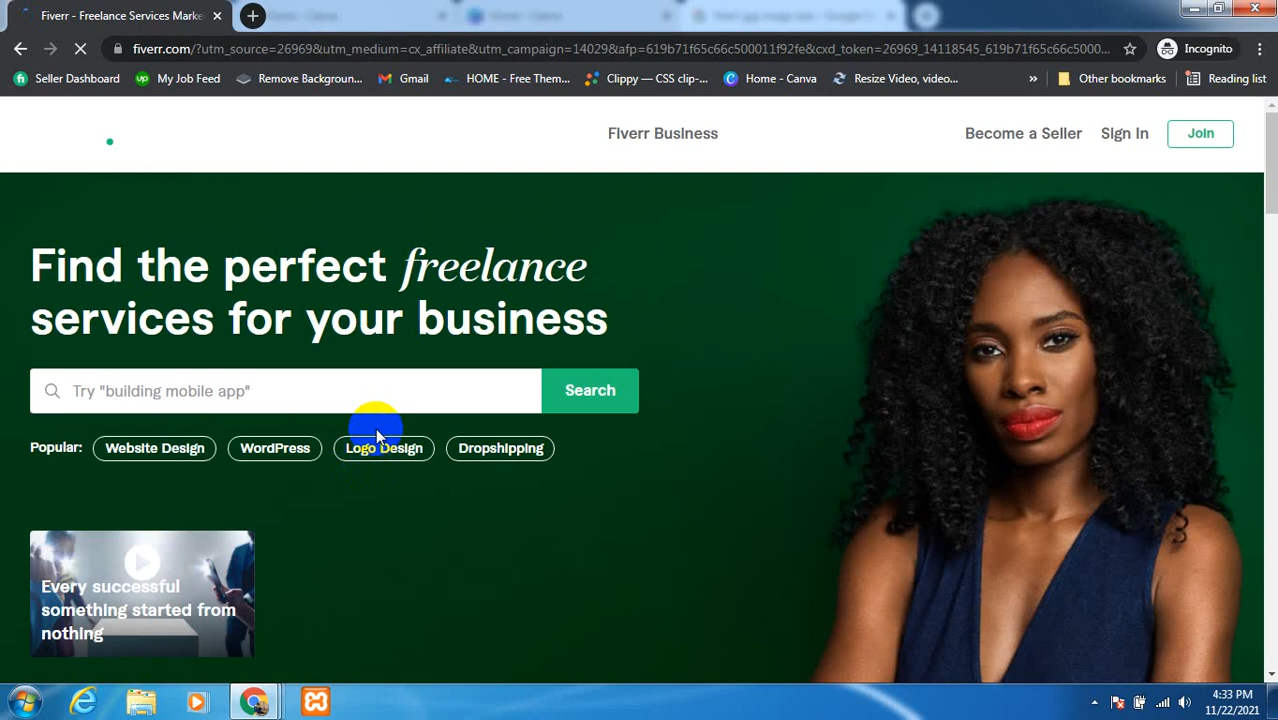 Fiverr - Freelance Services Marke
fiverr.com/?utm_source=26969&utm_medium=cx_affiliate&utm_campaign=14029&afp=619b71f65c66c500011f92fe&cxd_token=26969_14118545_619b71f65c66c5000...
Incognito
Seller Dashboard
My Job Feed
Remove Backgroun...
Gmail
HOME - Free Them...
Clippy — CSS clip-...
Home - Canva
Resize Video, video...
»
Other bookmarks
Reading list
Fiverr Business
Become a Seller
Sign In
Join
Find the perfect freelance
services for your business
Try "building mobile app"
Search
Popular:
Website Design
WordPress
Logo Design
Dropshipping
Every successful
something started from
nothing
4:33 PM
11/22/2021